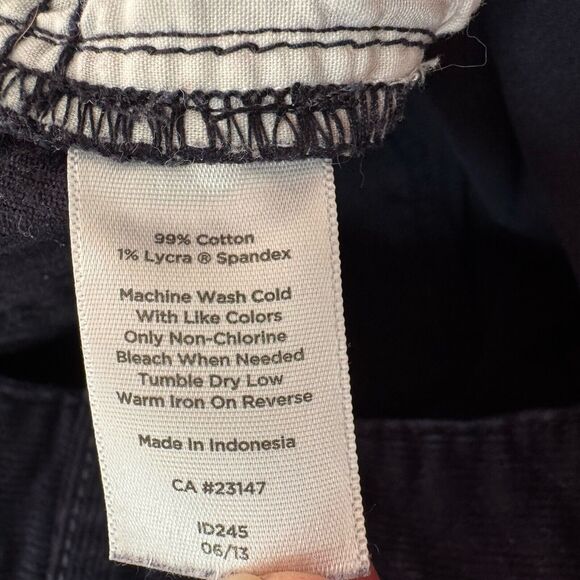 99% Cotton
1% Lycra ® Spandex
Machine Wash Cold
With Like Colors
Only Non-Chlorine
Bleach When Needed
Tumble Dry Low
Warm Iron On Reverse
Made In Indonesia
CA #23147
ID245
06/13